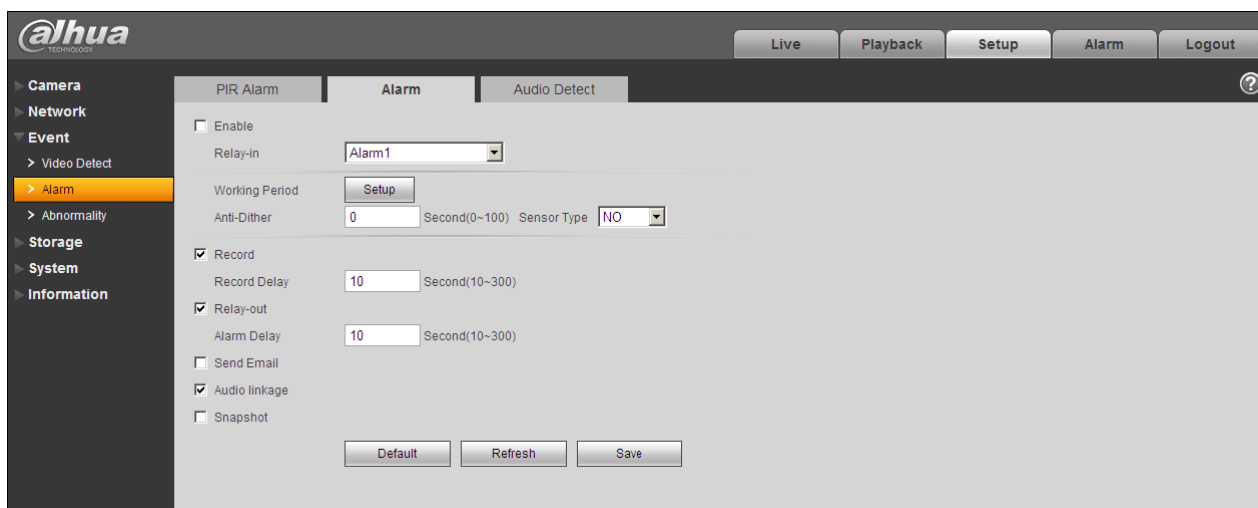 alhua
TECHNOLOGY
Live Playback Setup Alarm Logout
Camera
Network
Event
> Video Detect
> Alarm
> Abnormality
Storage
System
Information
PIR Alarm Alarm Audio Detect
?
Enable
Relay-in Alarm1
Working Period Setup
Anti-Dither 0 Second(0~100) Sensor Type NO
Record
Record Delay 10 Second(10~300)
Relay-out
Alarm Delay 10 Second(10~300)
Send Email
Audio linkage
Snapshot
Default Refresh Save